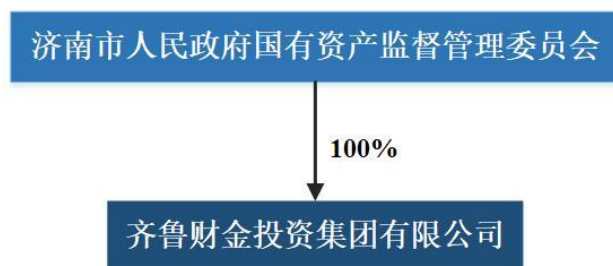 济南市人民政府国有资产监督管理委员会
100%
齐鲁财金投资集团有限公司